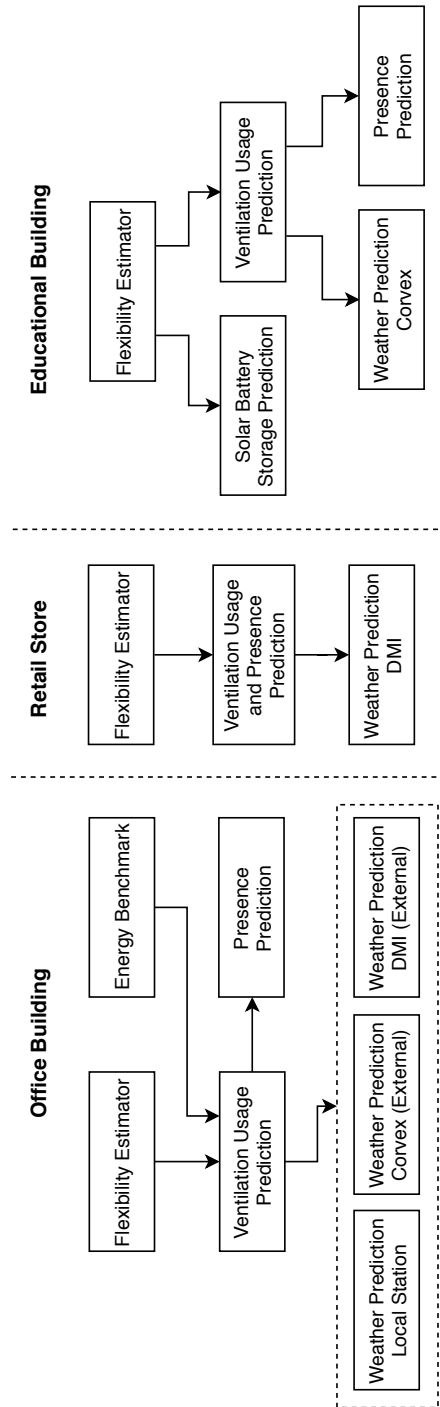 Office Building
Flexibility Estimator
Energy Benchmark
Ventilation Usage
Prediction
Presence
Prediction
Weather Prediction
Local Station
Weather Prediction
Corvex (External)
Weather Prediction
DMI (External)
Retail Store
Flexibility Estimator
Ventilation Usage
and Presence
Prediction
Weather Prediction
DMI
Educational Building
Flexibility Estimator
Solar Battery
Storage Prediction
Ventilation Usage
Prediction
Weather Prediction
Corvex
Presence
Prediction